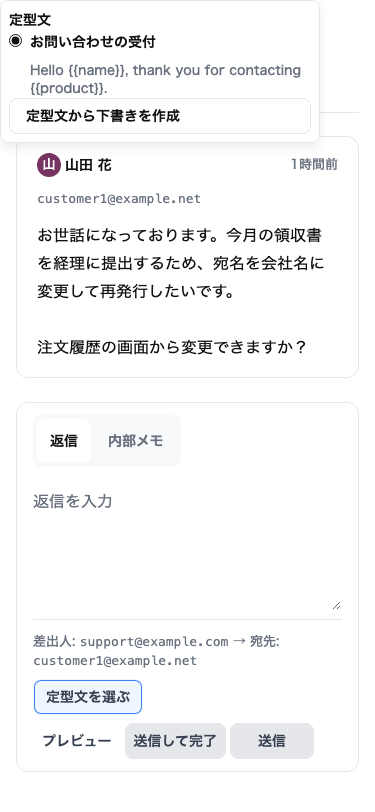 定型文
お問い合わせの受付
Hello {{name}}, thank you for contacting
{{product}}.
定型文から下書きを作成
山 山田 花 1時間前
customer1@example.net
お世話になっております。今月の領収書
を経理に提出するため、宛名を会社名に
変更して再発行したいです。
注文履歴の画面から変更できますか？
返信 内部メモ
返信を入力
差出人: support@example.com → 宛先:
customer1@example.net
定型文を選ぶ
プレビュー 送信して完了 送信